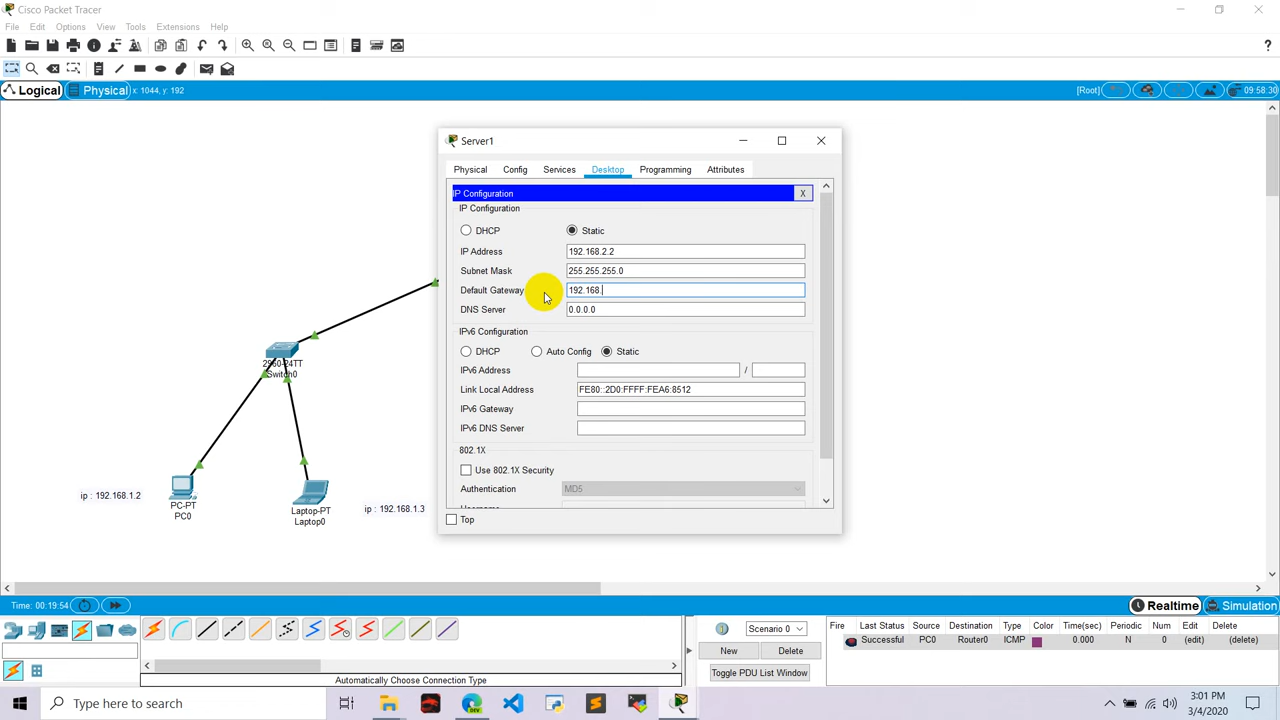 Cisco Packet Tracer
File Edit Options View Tools Extensions Help
Logical Physical x: 1044, y: 192 [Root] 09:58:30
Server1
Physical Config Services Desktop Programming Attributes
IP Configuration X
IP Configuration
DHCP Static
IP Address 192.168.2.2
Subnet Mask 255.255.255.0
Default Gateway 192.168.
DNS Server 0.0.0.0
IPv6 Configuration
DHCP Auto Config Static
IPv6 Address /
Link Local Address FE80::2D0:FFFF:FEA6:8512
IPv6 Gateway
IPv6 DNS Server
802.1X
Use 802.1X Security
Authentication MD5
Username
Top
2960-24TT
Switch0
ip : 192.168.1.2
PC-PT
PC0
Laptop-PT
Laptop0
ip : 192.168.1.3
Time: 00:19:54 Realtime Simulation
Scenario 0
New Delete
Toggle PDU List Window
Fire Last Status Source Destination Type Color Time(sec) Periodic Num Edit Delete
Successful PC0 Router0 ICMP 0.000 N 0 (edit) (delete)
Automatically Choose Connection Type
Type here to search
DEV
3:01 PM
3/4/2020